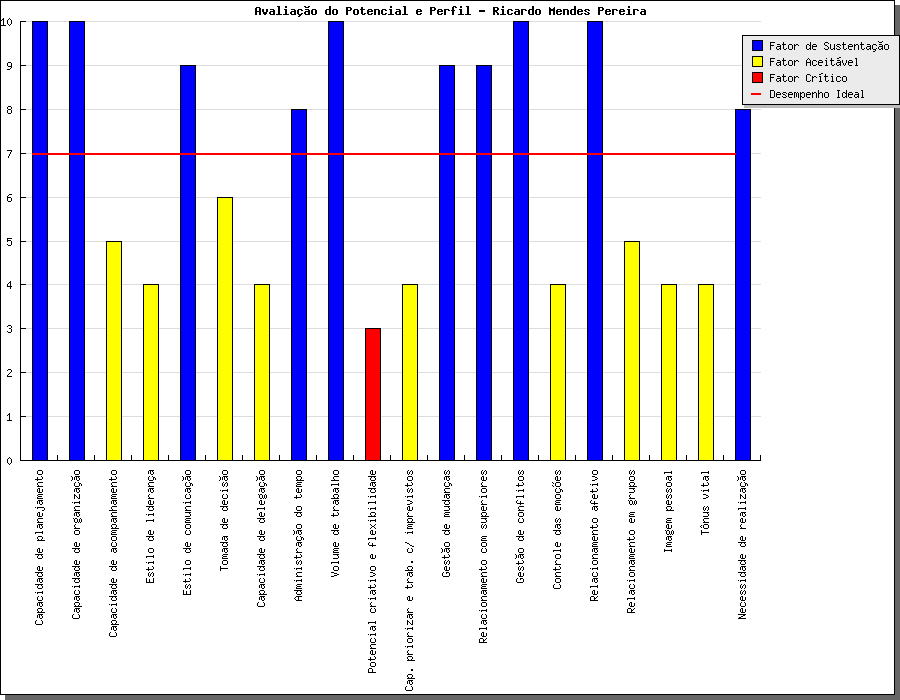 Avaliação do Potencial e Perfil - Ricardo Mendes Pereira
10
9
8
7
6
5
4
3
2
1
0
Fator de Sustentação
Fator Aceitável
Fator Crítico
Desempenho Ideal
Capacidade de planejamento
Capacidade de organização
Capacidade de acompanhamento
Estilo de liderança
Estilo de comunicação
Tomada de decisão
Capacidade de delegação
Administração do tempo
Volume de trabalho
Potencial criativo e flexibilidade
Cap. priorizar e trab. c/ imprevistos
Gestão de mudanças
Relacionamento com superiores
Gestão de conflitos
Controle das emoções
Relacionamento afetivo
Relacionamento em grupos
Imagem pessoal
Tônus vital
Necessidade de realização